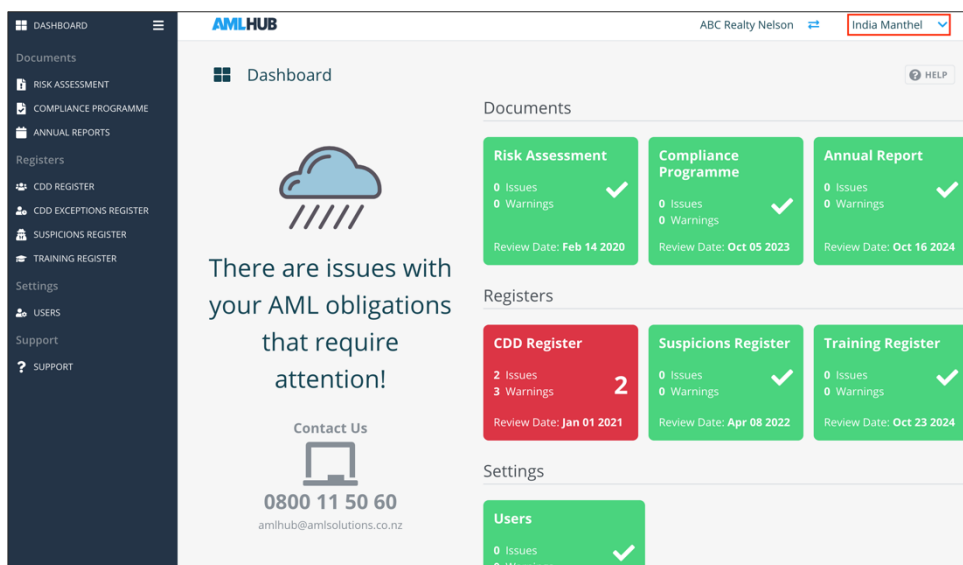 DASHBOARD
Documents
RISK ASSESSMENT
COMPLIANCE PROGRAMME
ANNUAL REPORTS
Registers
CDD REGISTER
CDD EXCEPTIONS REGISTER
SUSPICIONS REGISTER
TRAINING REGISTER
Settings
USERS
Support
? SUPPORT
AMLHUB
ABC Realty Nelson
India Manthel
Dashboard
? HELP
There are issues with
your AML obligations
that require
attention!
Contact Us
0800 11 50 60
amlhub@amlsolutions.co.nz
Documents
Risk Assessment
0 Issues
0 Warnings
Review Date: Feb 14 2020
Compliance
Programme
0 Issues
0 Warnings
Review Date: Oct 05 2023
Annual Report
0 Issues
0 Warnings
Review Date: Oct 16 2024
Registers
CDD Register
2 Issues
3 Warnings
2
Review Date: Jan 01 2021
Suspicions Register
0 Issues
0 Warnings
Review Date: Apr 08 2022
Training Register
0 Issues
0 Warnings
Review Date: Oct 23 2024
Settings
Users
0 Issues